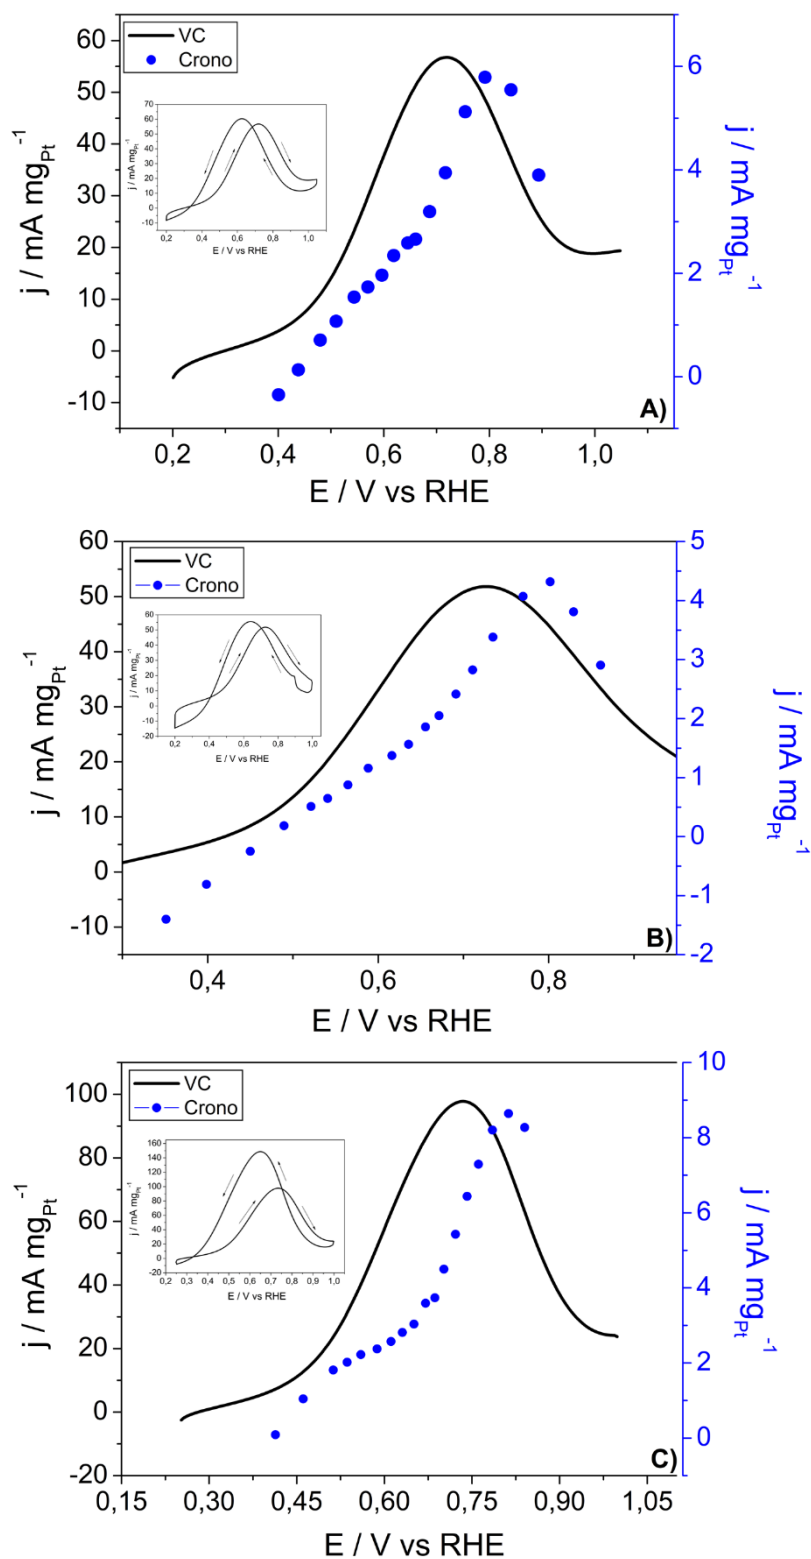 VC
Crono
60
50
40
30
20
10
0
-10
j / mA mg_Pt^-1
6
4
2
0
j / mA mg_Pt^-1
70
60
50
40
30
20
10
0
-10
j / mA mg_Pt^-1
0,2 0,4 0,6 0,8 1,0
E / V vs RHE
A)
0,2 0,4 0,6 0,8 1,0
E / V vs RHE
VC
Crono
60
50
40
30
20
10
0
-10
j / mA mg_Pt^-1
5
4
3
2
1
0
-1
-2
j / mA mg_Pt^-1
60
50
40
30
20
10
0
-10
-20
j / mA mg_Pt^-1
0,2 0,4 0,6 0,8 1,0
E / V vs RHE
B)
0,4 0,6 0,8
E / V vs RHE
VC
Crono
100
80
60
40
20
0
-20
j / mA mg_Pt^-1
10
8
6
4
2
0
j / mA mg_Pt^-1
160
140
120
100
80
60
40
20
0
-20
j / mA mg_Pt^-1
0,2 0,3 0,4 0,5 0,6 0,7 0,8 0,9 1,0
E / V vs RHE
C)
0,15 0,30 0,45 0,60 0,75 0,90 1,05
E / V vs RHE